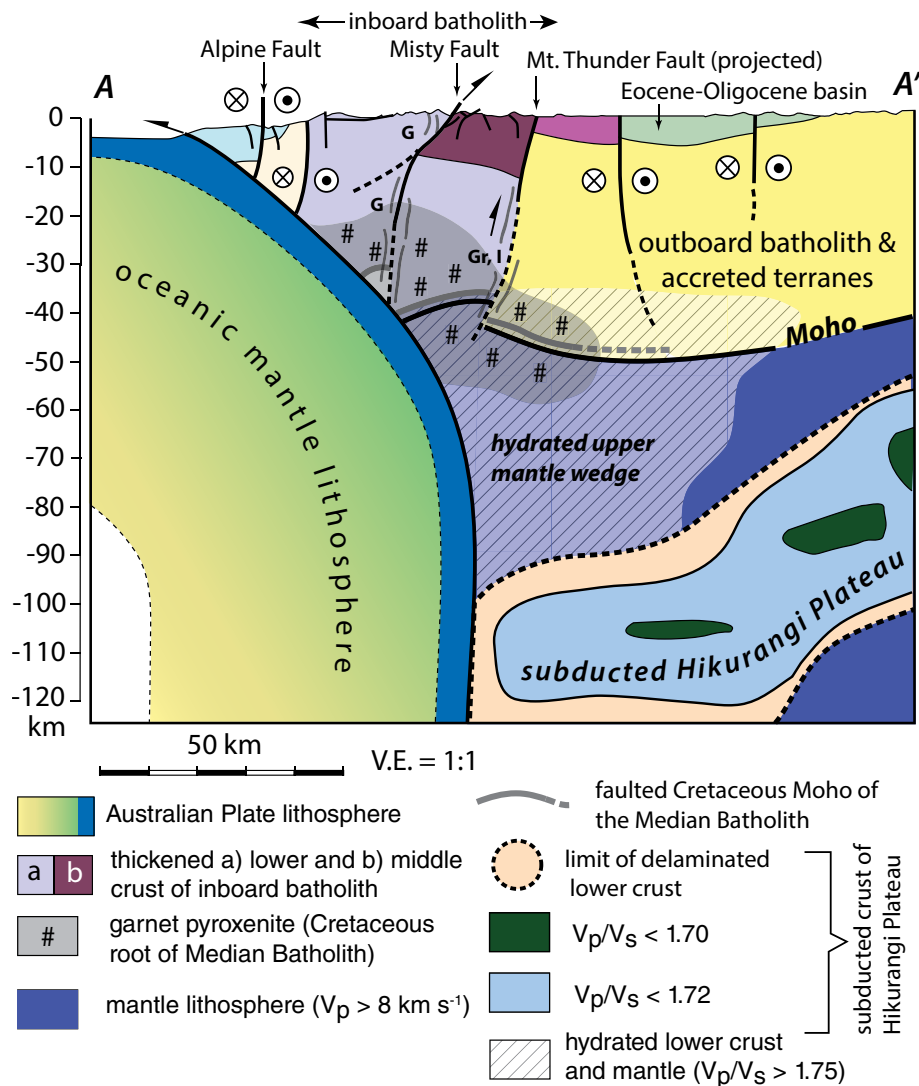 inboard batholith
Alpine Fault
Misty Fault
Mt. Thunder Fault (projected)
Eocene-Oligocene basin
A
A'
0
-10
-20
-30
-40
-50
-60
-70
-80
-90
-100
-110
-120
km
G
G
Gr, I
# # # # # #
# #
# # #
outboard batholith &
accreted terranes
Moho
oceanic mantle lithosphere
hydrated upper
mantle wedge
subducted Hikurangi Plateau
50 km
V.E. = 1:1
Australian Plate lithosphere
a b
thickened a) lower and b) middle
crust of inboard batholith
#
garnet pyroxenite (Cretaceous
root of Median Batholith)
mantle lithosphere (Vp > 8 km s⁻¹)
faulted Cretaceous Moho of
the Median Batholith
limit of delaminated
lower crust
Vp/Vs < 1.70
Vp/Vs < 1.72
hydrated lower crust
and mantle (Vp/Vs > 1.75)
subducted crust of
Hikurangi Plateau